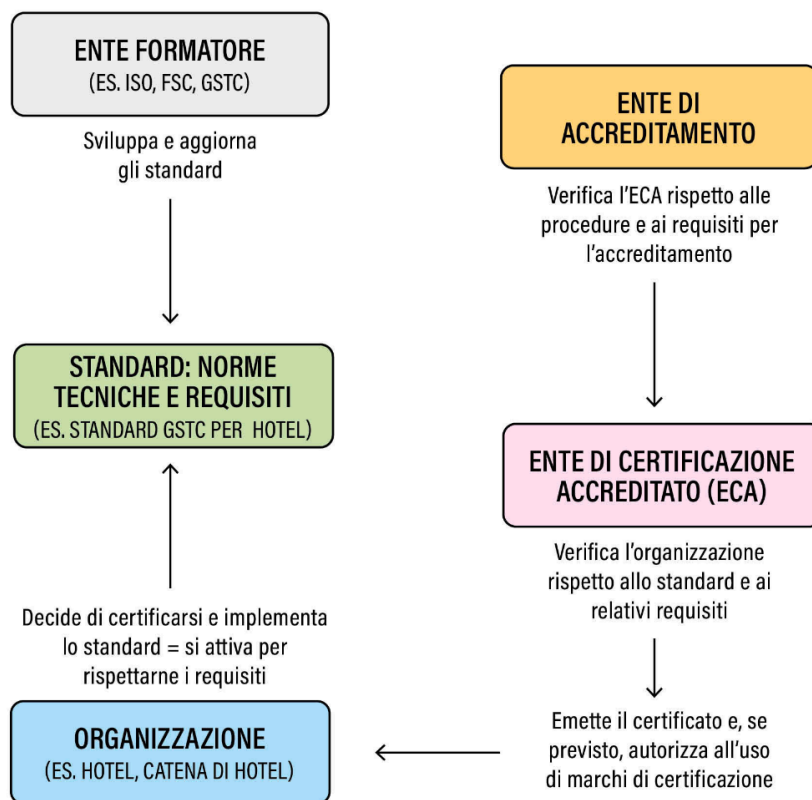 ENTE FORMATORE
(ES. ISO, FSC, GSTC)
Sviluppa e aggiorna
gli standard
STANDARD: NORME
TECNICHE E REQUISITI
(ES. STANDARD GSTC PER HOTEL)
Decide di certificarsi e implementa
lo standard = si attiva per
rispettarne i requisiti
ORGANIZZAZIONE
(ES. HOTEL, CATENA DI HOTEL)
ENTE DI
ACCREDITAMENTO
Verifica l'ECA rispetto alle
procedure e ai requisiti per
l'accreditamento
ENTE DI CERTIFICAZIONE
ACCREDITATO (ECA)
Verifica l'organizzazione
rispetto allo standard e ai
relativi requisiti
Emette il certificato e, se
previsto, autorizza all'uso
di marchi di certificazione